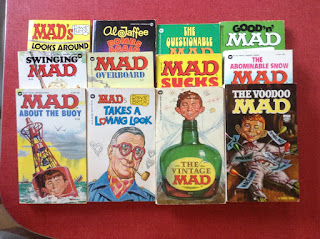 MAD's
LOOKS AROUND
Al Jaffee
THE
QUESTIONABLE
MAD
GOOD 'n'
MAD
SWINGING
MAD
MAD
OVERBOARD
MAD
SUCKS
THE
ABOMINABLE SNOW
MAD
MAD
ABOUT THE BUOY
MAD's
TAKES A
LOVING LOOK
THE
VINTAGE
MAD
THE VOODOO
MAD